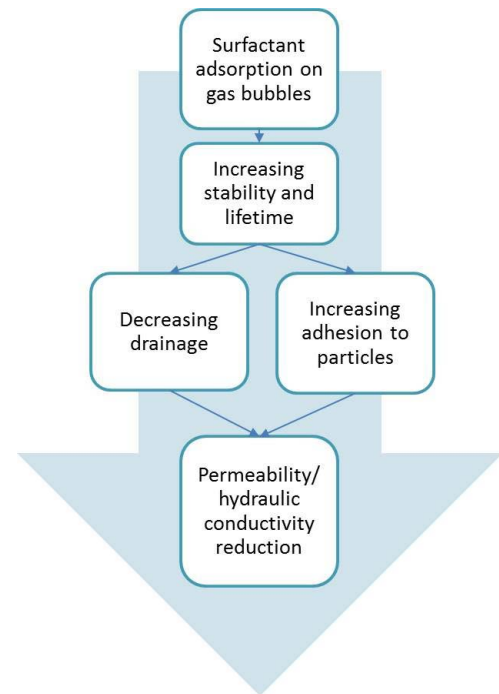 Surfactant
adsorption on
gas bubbles
Increasing
stability and
lifetime
Decreasing
drainage
Increasing
adhesion to
particles
Permeability/
hydraulic
conductivity
reduction